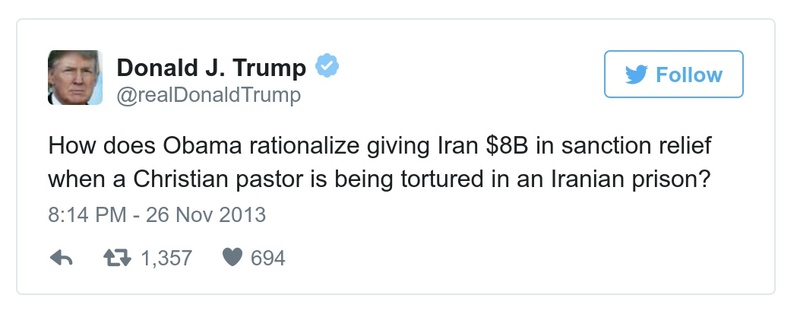 Donald J. Trump
@realDonaldTrump
Follow
How does Obama rationalize giving Iran $8B in sanction relief
when a Christian pastor is being tortured in an Iranian prison?
8:14 PM - 26 Nov 2013
1,357 694